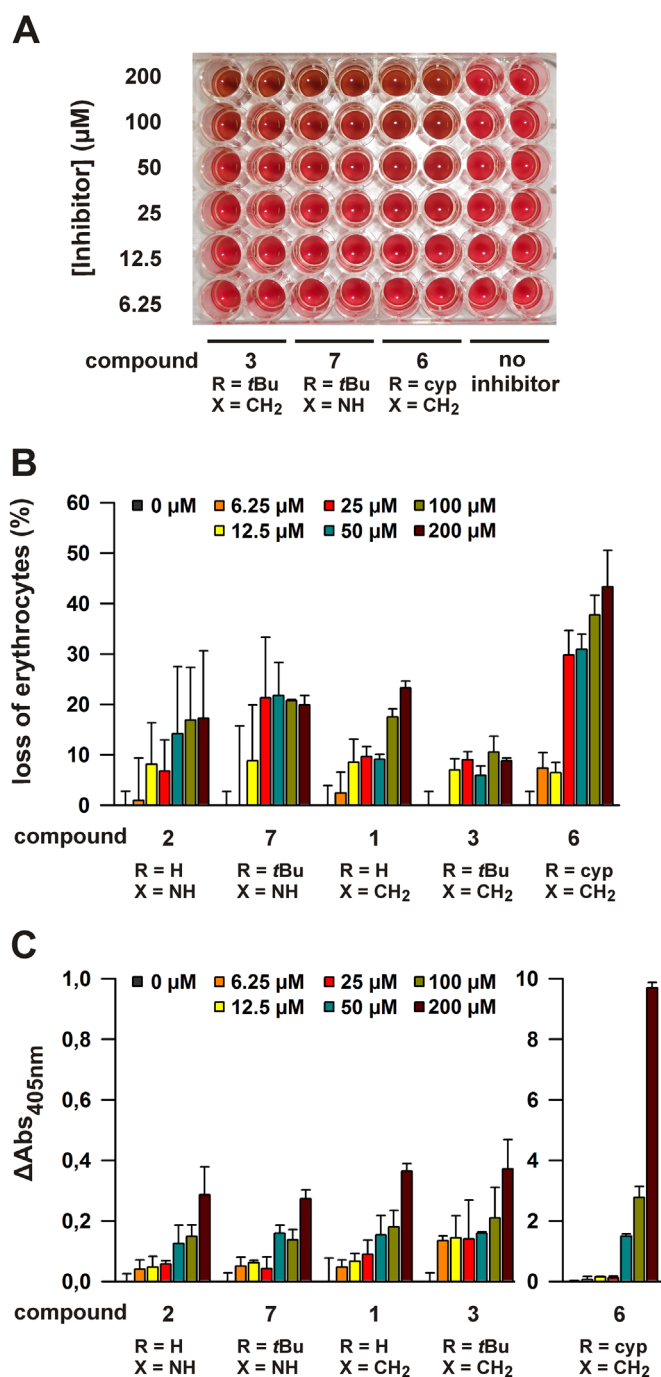 A
[Inhibitor] (µM)
200
100
50
25
12.5
6.25
compound
3 7 6 no inhibitor
R = tBu R = tBu R = cyp
X = CH₂ X = NH X = CH₂
B
loss of erythrocytes (%)
60
50
40
30
20
10
0
0 µM 6.25 µM 25 µM 100 µM
12.5 µM 50 µM 200 µM
compound 2 7 1 3 6
R = H R = tBu R = H R = tBu R = cyp
X = NH X = NH X = CH₂ X = CH₂ X = CH₂
C
ΔAbs₄₀₅nm
1,0
0,8
0,6
0,4
0,2
0,0
0 µM 6.25 µM 25 µM 100 µM
12.5 µM 50 µM 200 µM
10
8
6
4
2
0
compound 2 7 1 3 6
R = H R = tBu R = H R = tBu R = cyp
X = NH X = NH X = CH₂ X = CH₂ X = CH₂